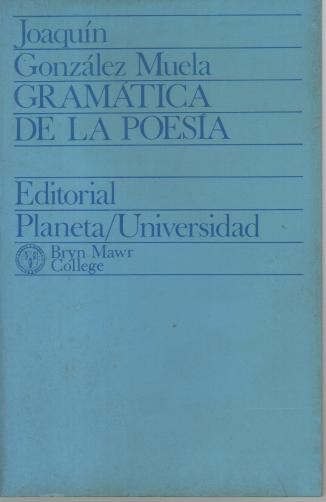 Joaquín
González Muela
GRAMÁTICA
DE LA POESÍA
Editorial
Planeta/Universidad
Bryn Mawr
College